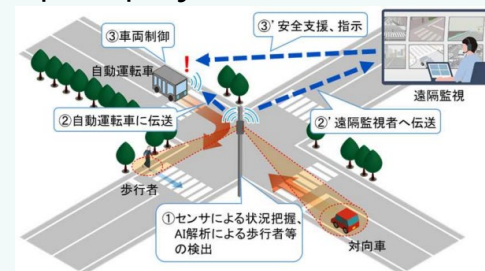 ③車両制御
③’安全支援、指示
自動運転車
遠隔監視
②自動運転車に伝送
②’遠隔監視者へ伝送
歩行者
①センサによる状況把握、
AI解析による歩行者等
の検出
対向車